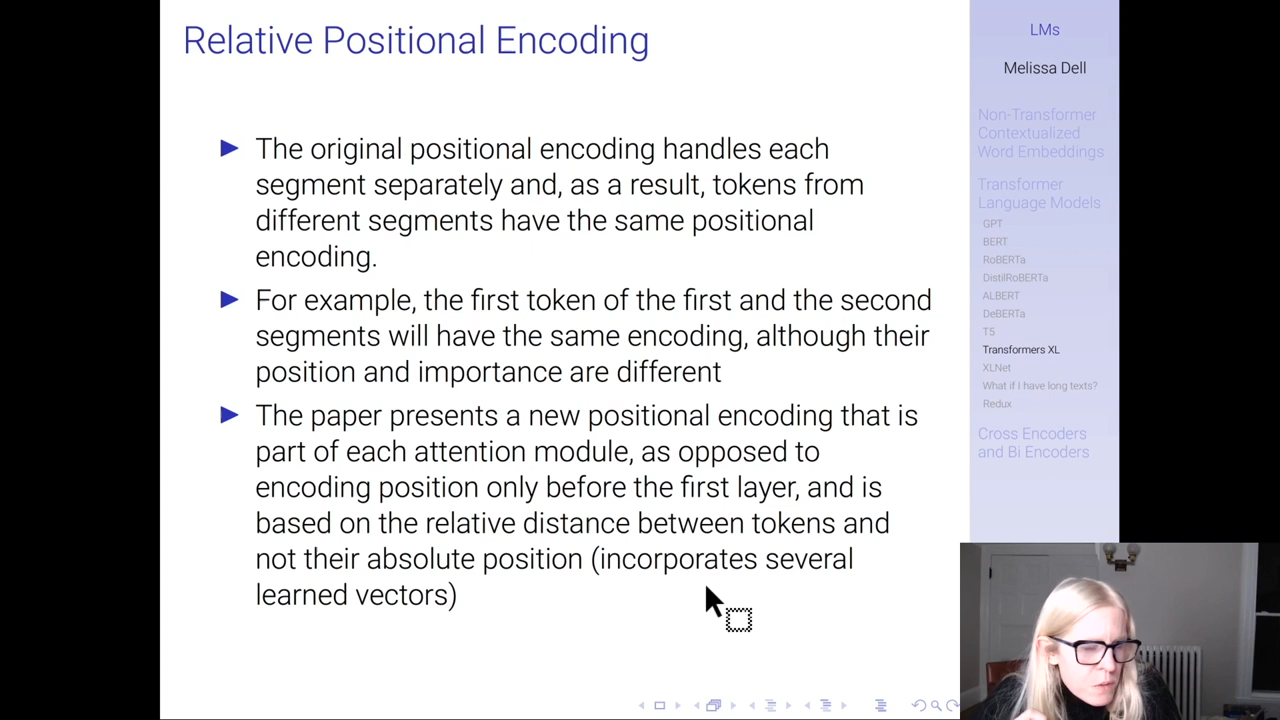 Relative Positional Encoding
The original positional encoding handles each
segment separately and, as a result, tokens from
different segments have the same positional
encoding.
For example, the first token of the first and the second
segments will have the same encoding, although their
position and importance are different
The paper presents a new positional encoding that is
part of each attention module, as opposed to
encoding position only before the first layer, and is
based on the relative distance between tokens and
not their absolute position (incorporates several
learned vectors)
LMs
Melissa Dell
Non-Transformer
Contextualized
Word Embeddings
Transformer
Language Models
GPT
BERT
RoBERTa
DistilRoBERTa
ALBERT
DeBERTa
T5
Transformers XL
XLNet
What if I have long texts?
Redux
Cross Encoders
and Bi Encoders